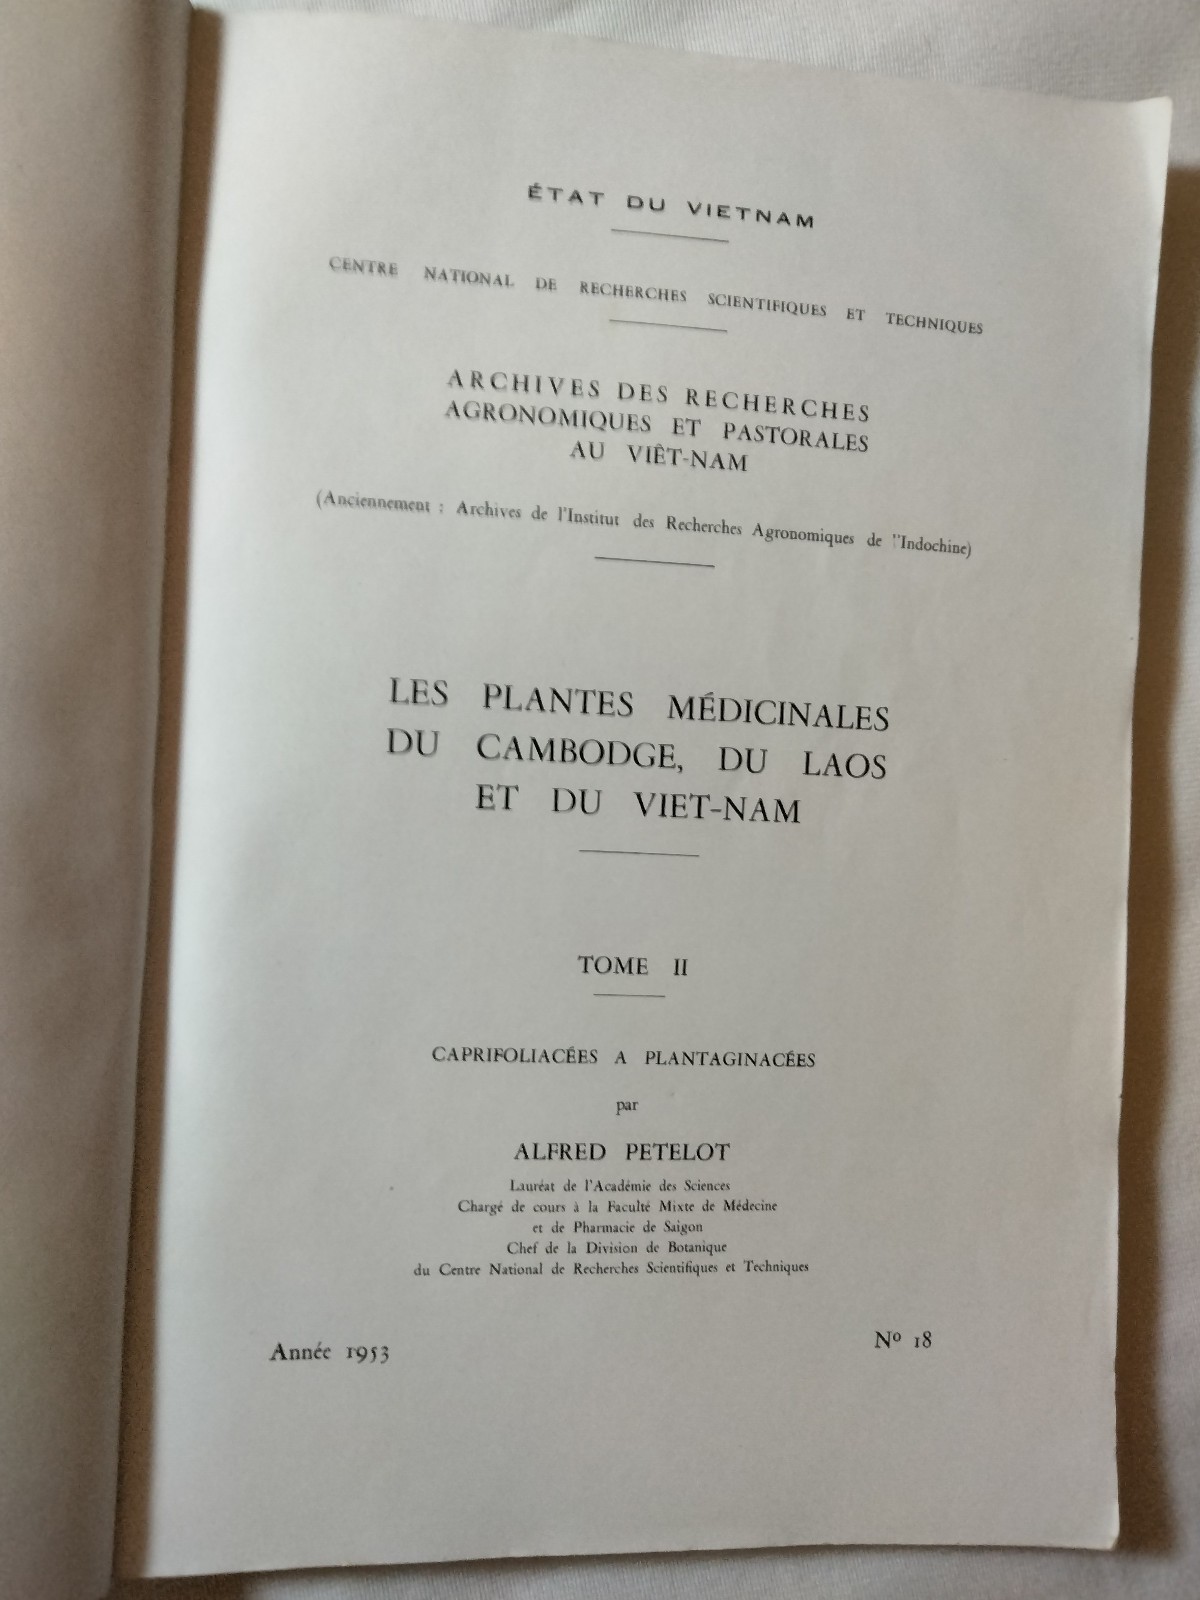 ÉTAT DU VIETNAM
CENTRE NATIONAL DE RECHERCHES SCIENTIFIQUES ET TECHNIQUES
ARCHIVES DES RECHERCHES
AGRONOMIQUES ET PASTORALES
AU VIÊT-NAM
(Anciennement : Archives de l'Institut des Recherches Agronomiques de ''Indochine)
LES PLANTES MÉDICINALES
DU CAMBODGE, DU LAOS
ET DU VIET-NAM
TOME II
CAPRIFOLIACÉES A PLANTAGINACÉES
par
ALFRED PETELOT
Lauréat de l'Académie des Sciences
Chargé de cours à la Faculté Mixte de Médecine
et de Pharmacie de Saigon
Chef de la Division de Botanique
du Centre National de Recherches Scientifiques et Techniques
Année 1953
Nº 18